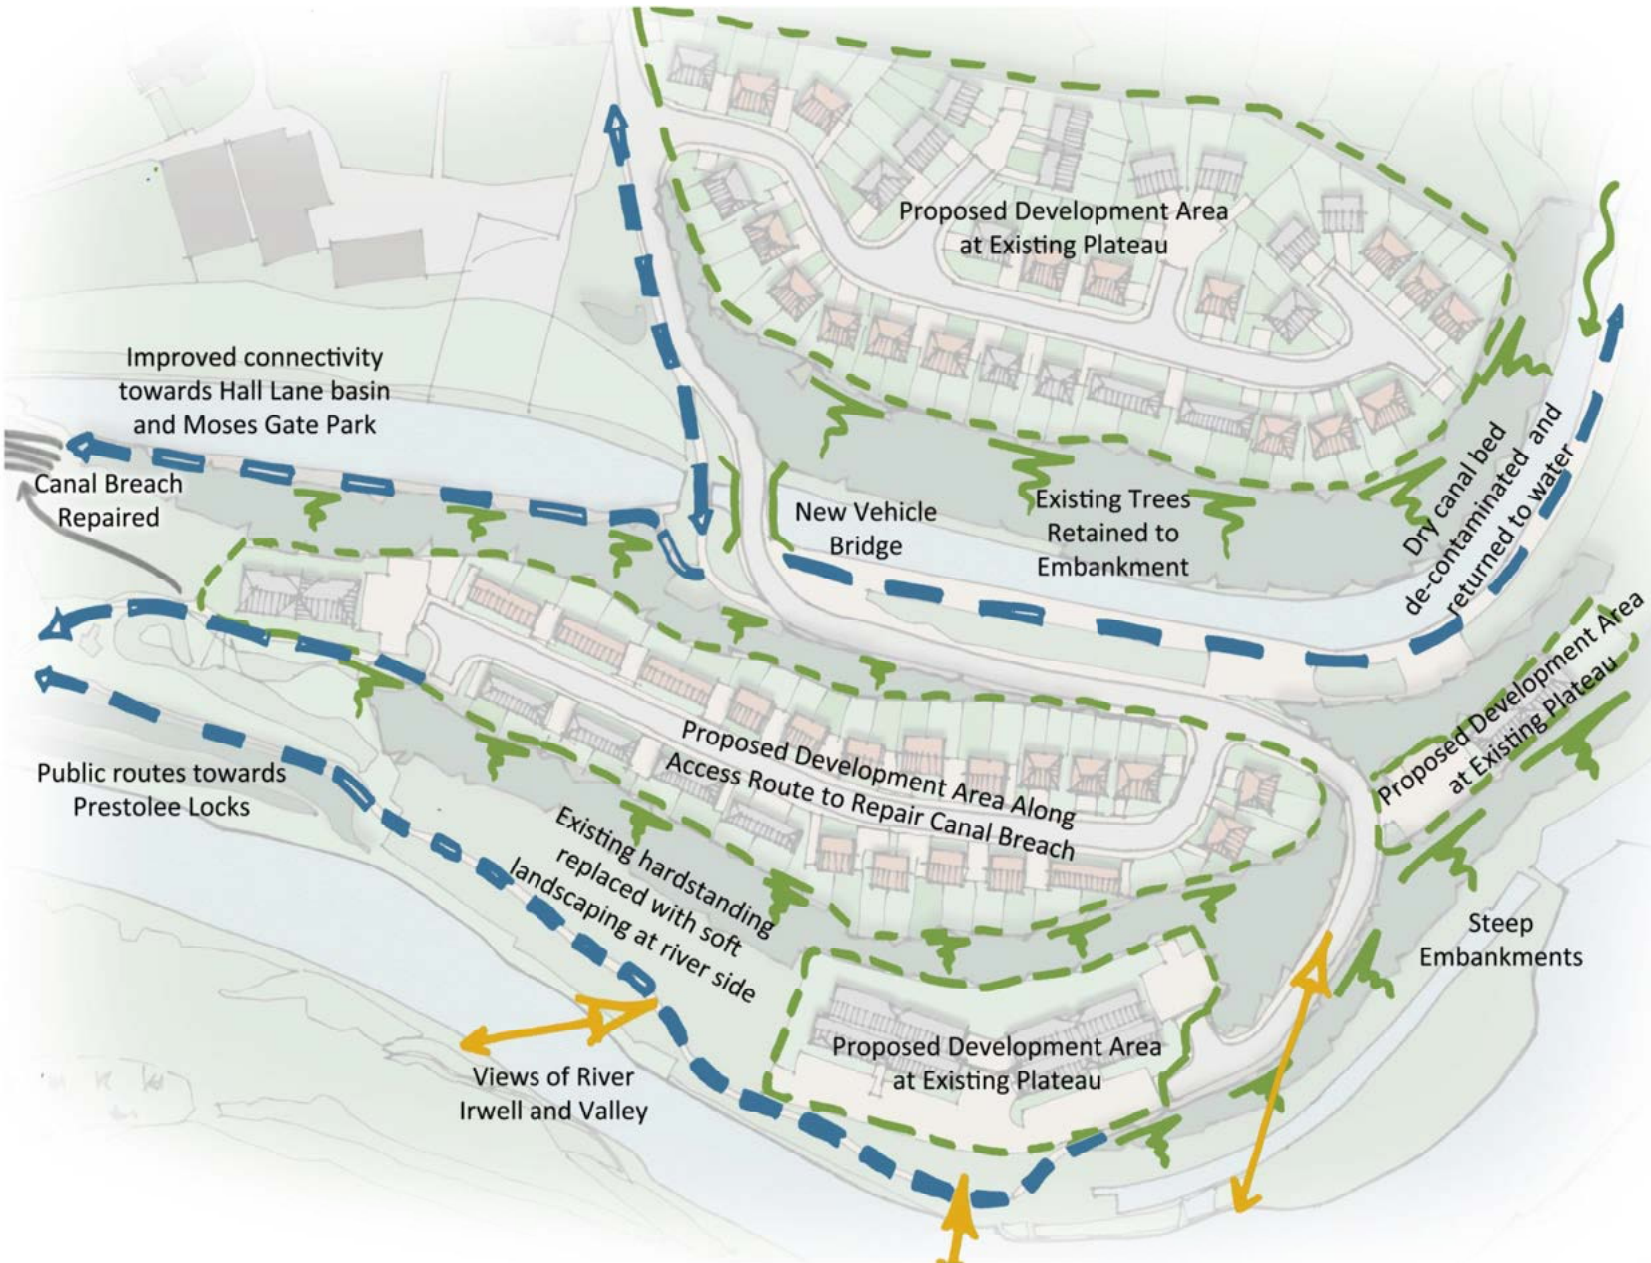 Proposed Development Area
at Existing Plateau
Improved connectivity
towards Hall Lane basin
and Moses Gate Park
Canal Breach
Repaired
New Vehicle
Bridge
Existing Trees
Retained to
Embankment
Dry canal bed
de-contaminated and
returned to water
Proposed Development Area
at Existing Plateau
Public routes towards
Prestolee Locks
Proposed Development Area Along
Access Route to Repair Canal Breach
Existing hardstanding
replaced with soft
landscaping at river side
Steep
Embankments
Proposed Development Area
at Existing Plateau
Views of River
Irwell and Valley